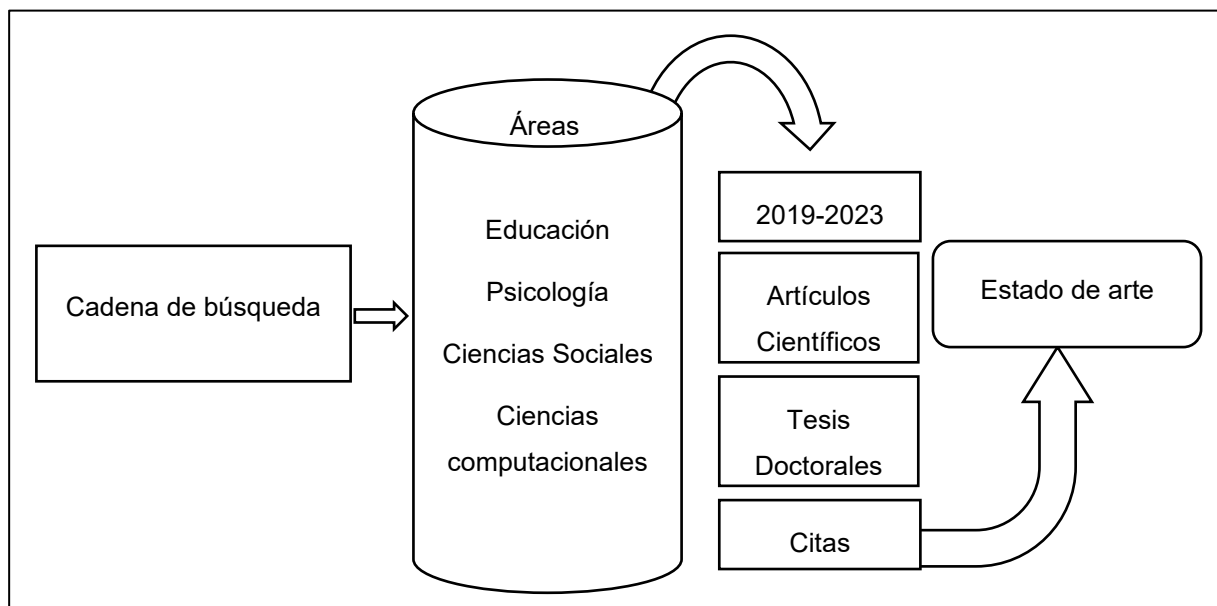 Cadena de búsqueda
Áreas
Educación
Psicología
Ciencias Sociales
Ciencias
computacionales
2019-2023
Artículos
Científicos
Tesis
Doctorales
Citas
Estado de arte